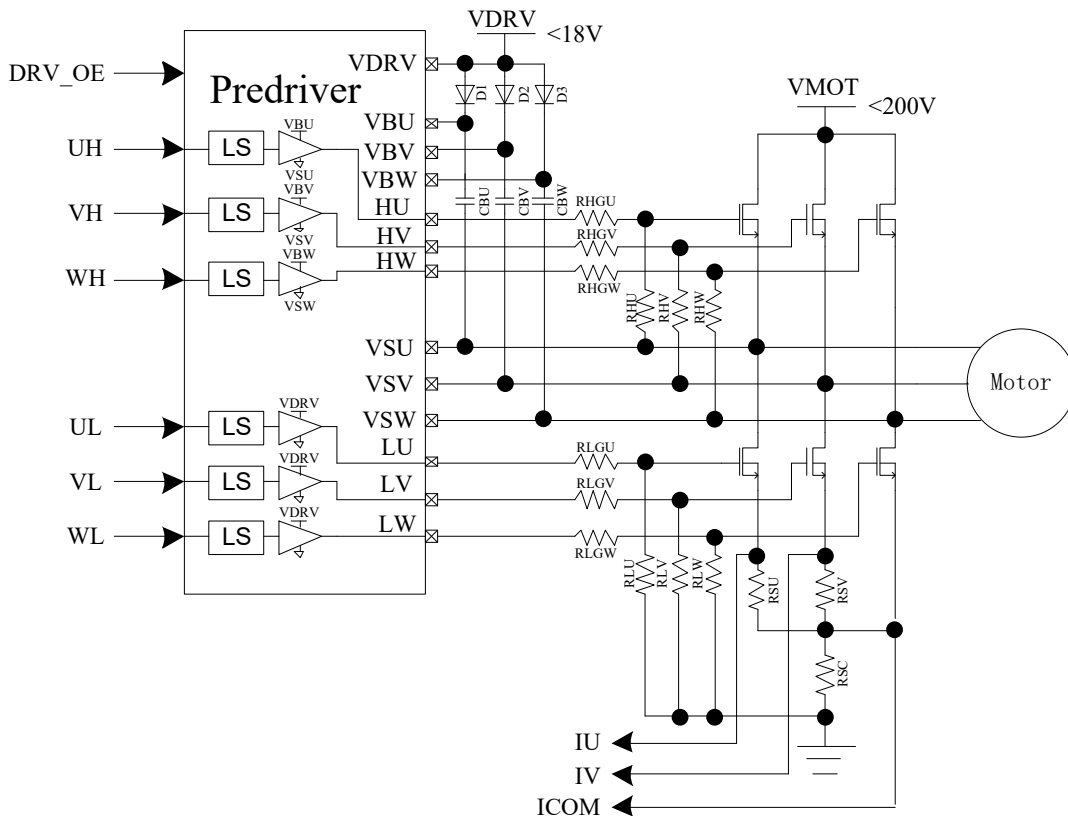 VDRV
<18V
DRV_OE
Predriver
VDRV
D1
D2
D3
VMOT
<200V
VBU
VBV
VBW
UH
LS
VBU
VSU
CBU
CBV
CBW
VH
LS
VBV
VSV
HU
HV
HW
RHGU
RHGV
RHGW
WH
LS
VBW
VSW
RHU
RHV
RHW
VSU
VSV
VSW
Motor
UL
LS
VDRV
LU
RLGU
VL
LS
VDRV
LV
RLGV
WL
LS
VDRV
LW
RLGW
RLU
RLV
RLW
RSU
RSV
RSC
IU
IV
ICOM